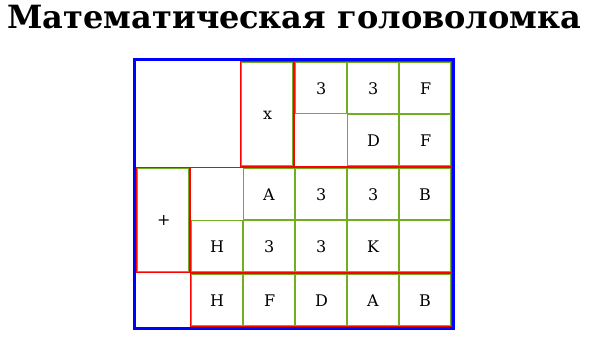 Математическая головоломка
x 3 3 F
D F
+ A 3 3 B
H 3 3 K
H F D A B